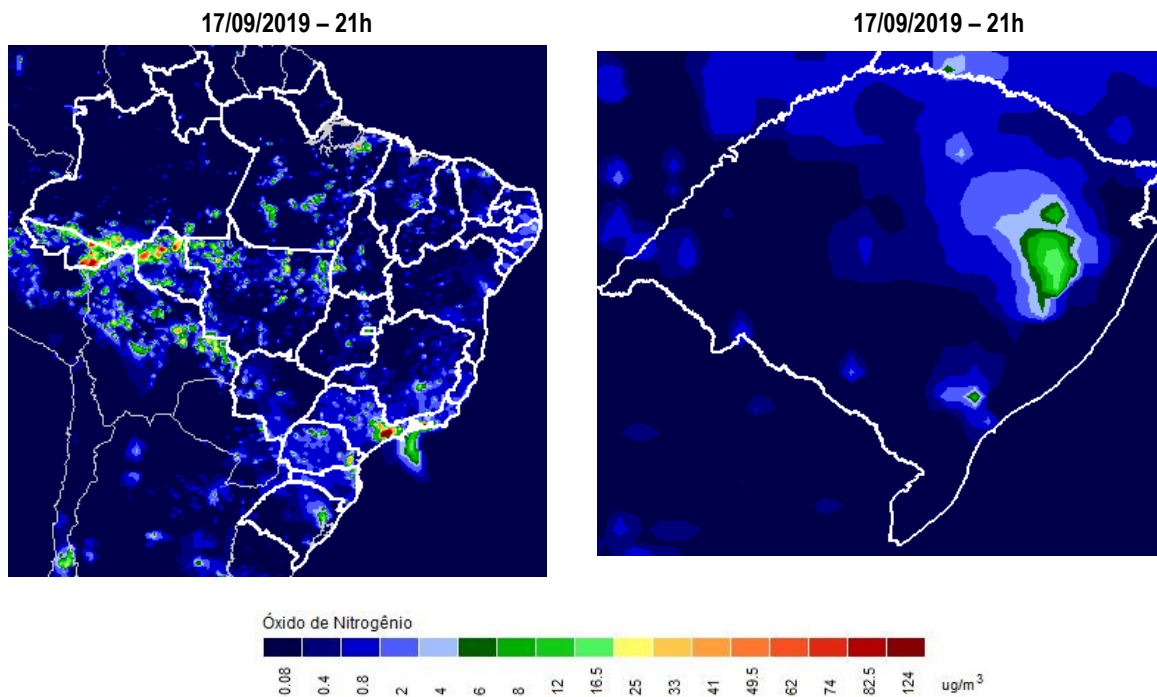 17/09/2019 – 21h
17/09/2019 – 21h
Óxido de Nitrogênio
0.08 0.4 0.8 2 4 6 8 12 16.5 25 33 41 49.5 62 74 82.5 124 ug/m³